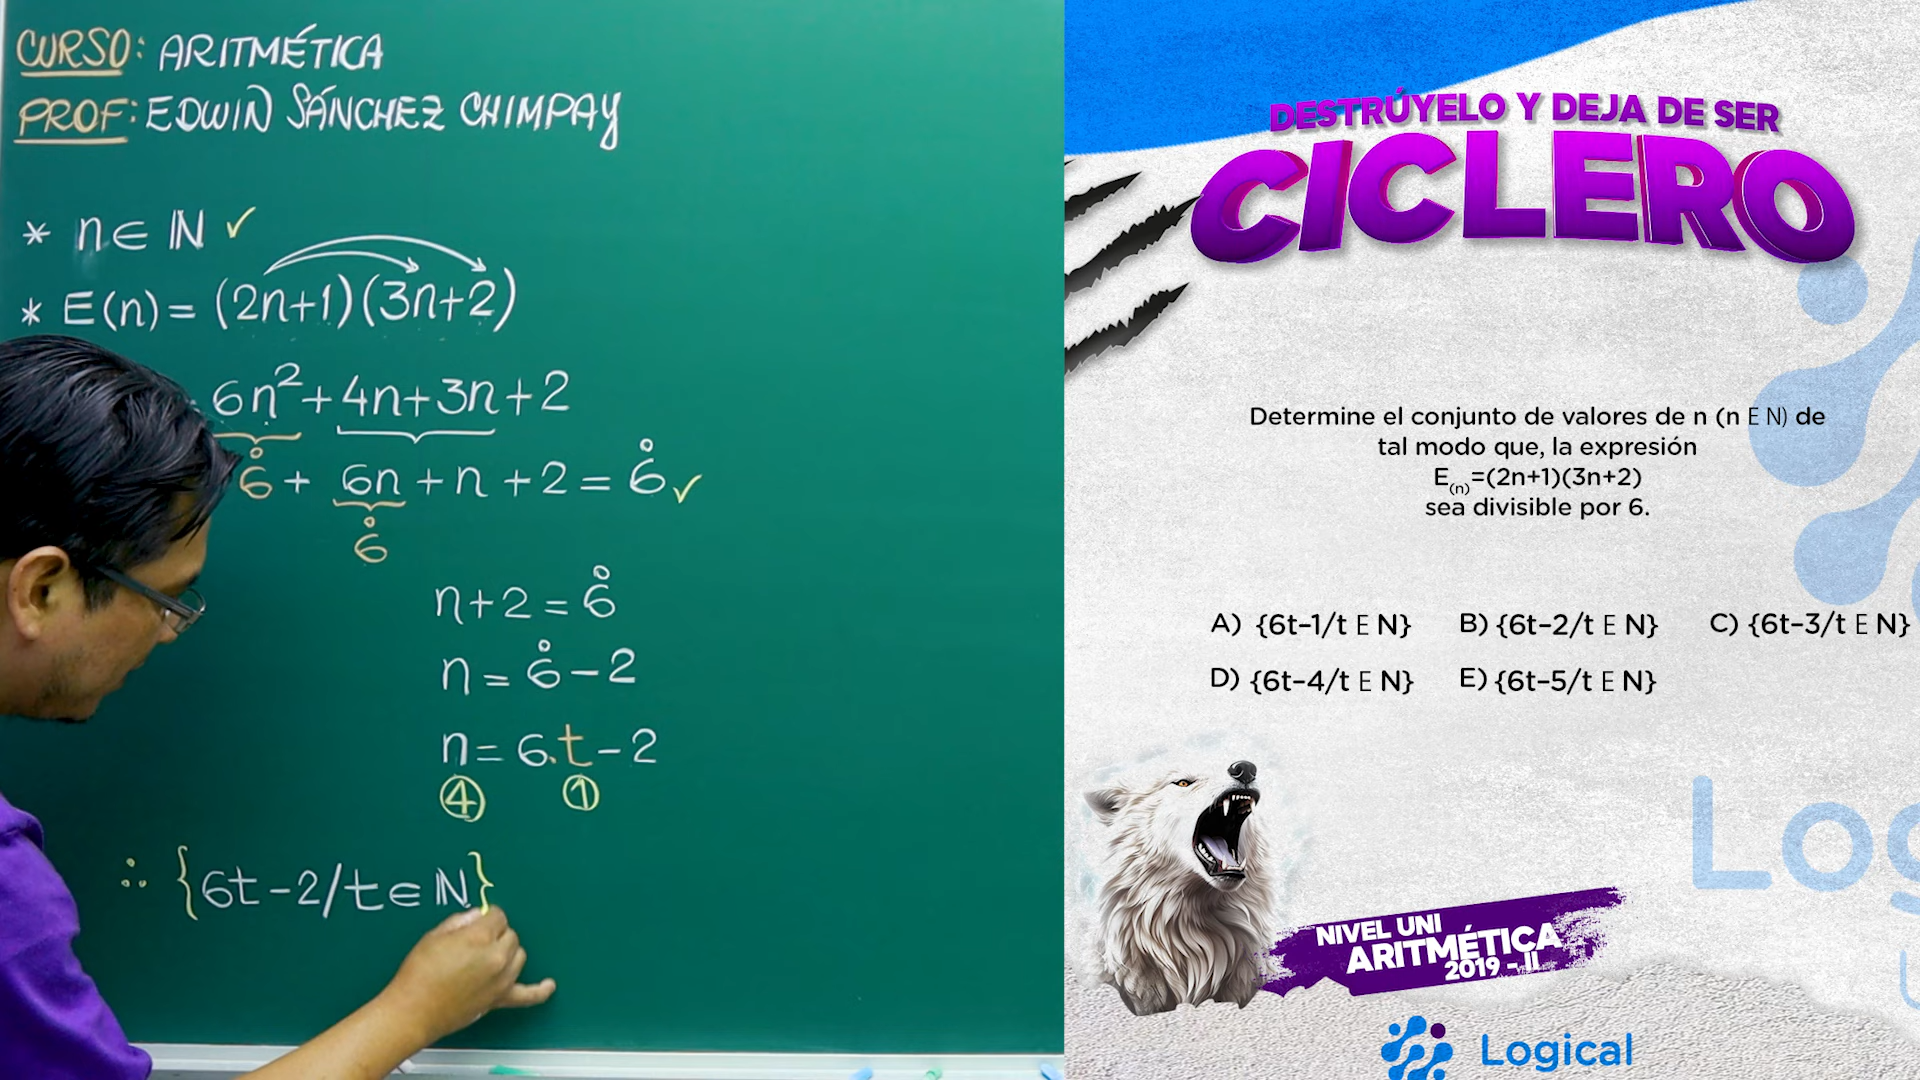 CURSO: ARITMÉTICA
PROF: EDWIN SÁNCHEZ CHIMPAY
* n∈ℕ ✓
* E(n) = (2n+1)(3n+2)
6n²+4n+3n+2
6̊ + 6n + n + 2 = 6̊ ✓
6̊
n+2 = 6̊
n = 6̊ - 2
n = 6.t - 2
④ ①
∴ {6t-2/t∈ℕ}
DESTRÚYELO Y DEJA DE SER
CICLERO
Determine el conjunto de valores de n (n E N) de
tal modo que, la expresión
E(n)=(2n+1)(3n+2)
sea divisible por 6.
A) {6t-1/t E N} B) {6t-2/t E N} C) {6t-3/t E N}
D) {6t-4/t E N} E) {6t-5/t E N}
NIVEL UNI
ARITMÉTICA
2019 - II
Logical